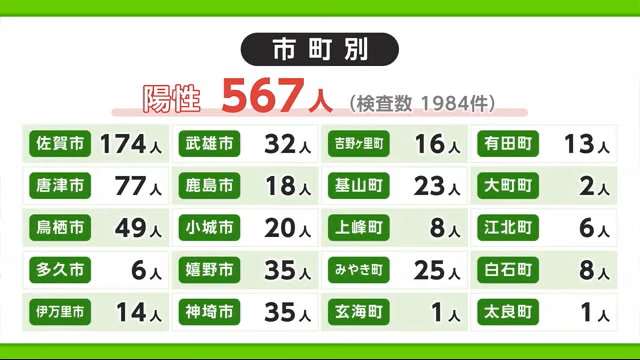 市町別
陽性 567人 (検査数 1984件)
佐賀市 174人 武雄市 32人 吉野ヶ里町 16人 有田町 13人
唐津市 77人 鹿島市 18人 基山町 23人 大町町 2人
鳥栖市 49人 小城市 20人 上峰町 8人 江北町 6人
多久市 6人 嬉野市 35人 みやき町 25人 白石町 8人
伊万里市 14人 神埼市 35人 玄海町 1人 太良町 1人